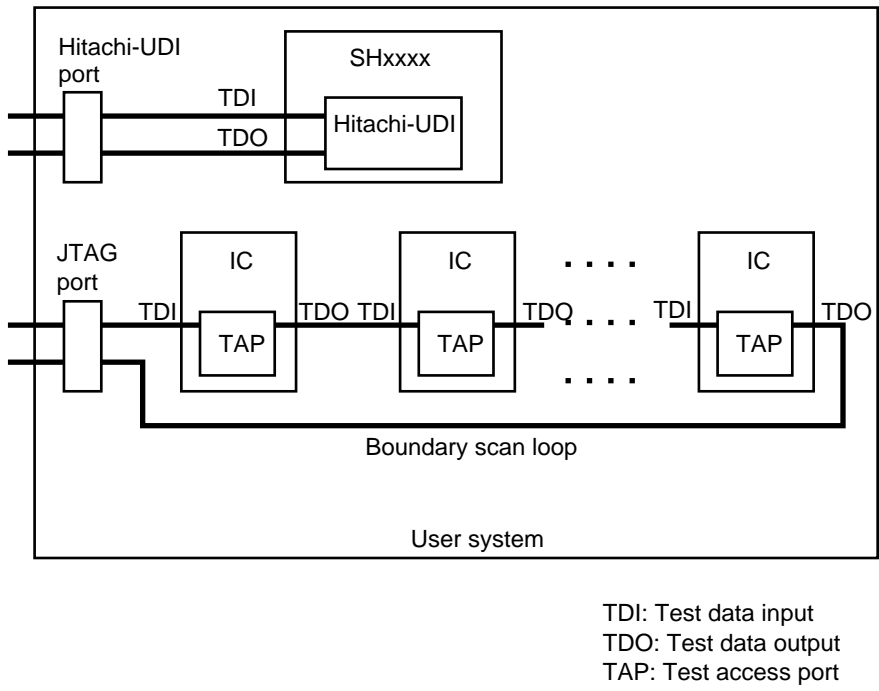 Hitachi-UDI
port
SHxxxx
TDI
TDO
Hitachi-UDI
JTAG
port
IC
IC
IC
TDI
TDO
TDI
TDO
TDI
TDO
TAP
TAP
TAP
Boundary scan loop
User system
TDI: Test data input
TDO: Test data output
TAP: Test access port